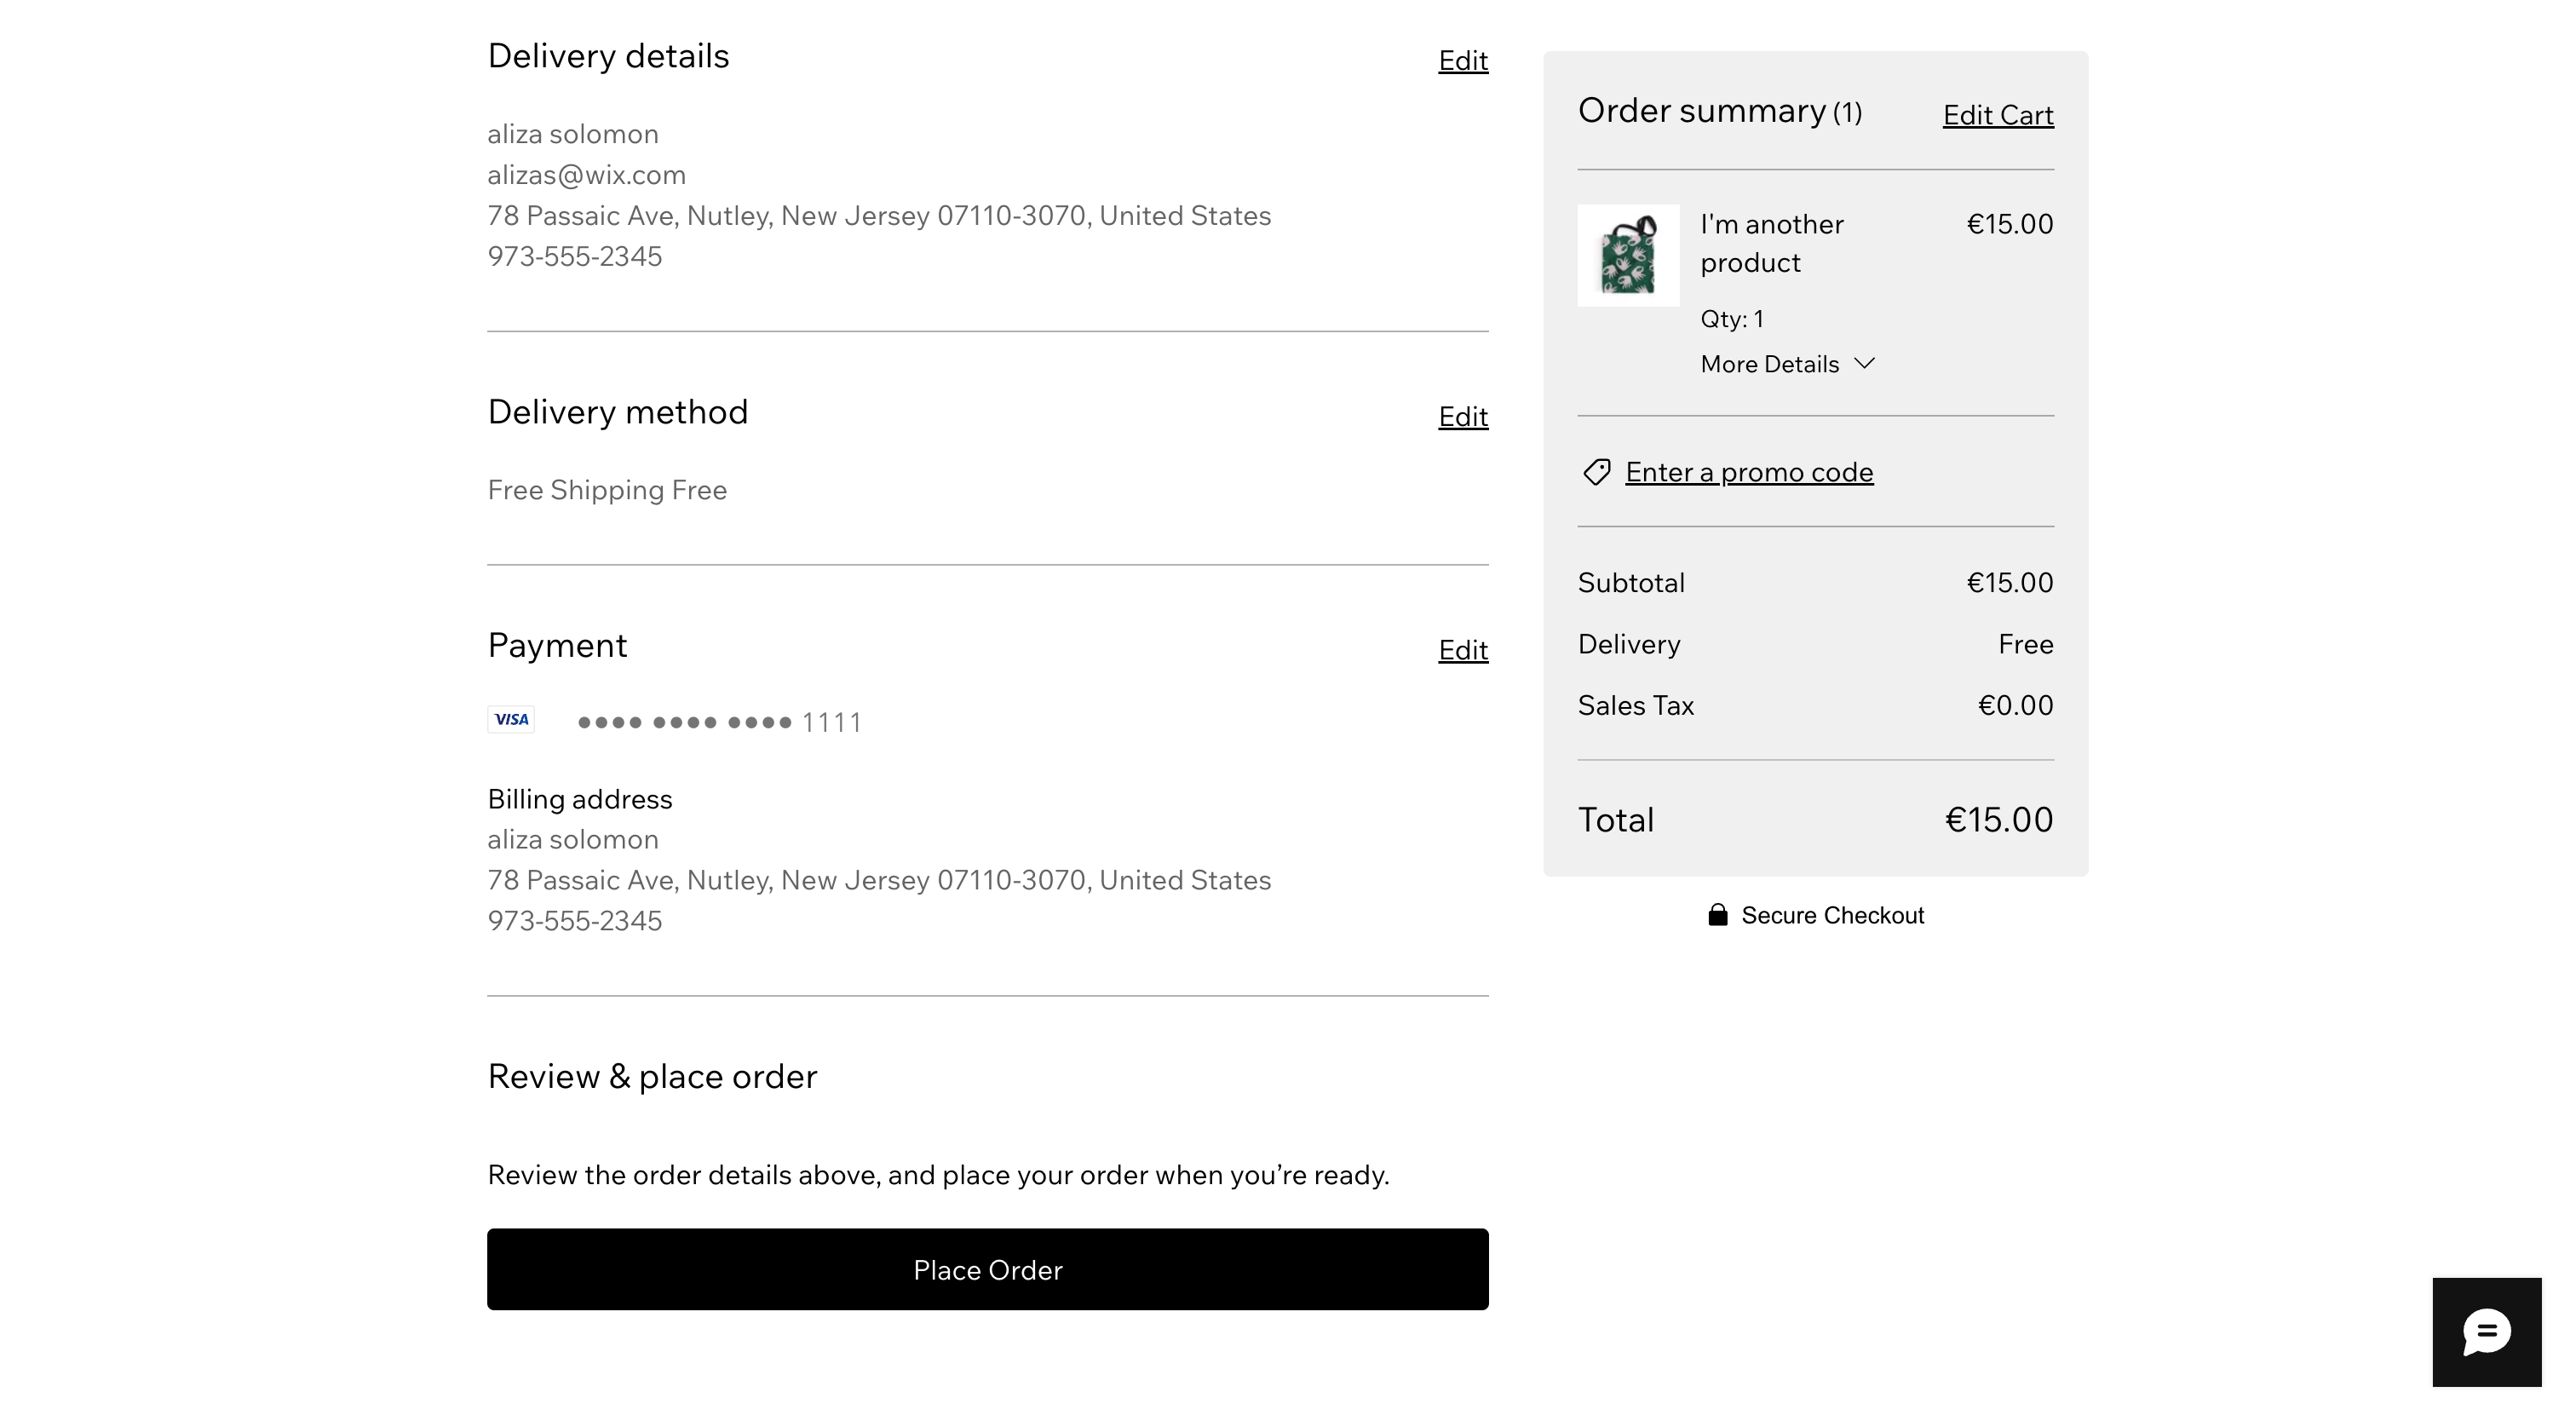 Delivery details
Edit
aliza solomon
alizas@wix.com
78 Passaic Ave, Nutley, New Jersey 07110-3070, United States
973-555-2345
Delivery method
Edit
Free Shipping Free
Payment
Edit
VISA •••• •••• •••• 1111
Billing address
aliza solomon
78 Passaic Ave, Nutley, New Jersey 07110-3070, United States
973-555-2345
Review & place order
Review the order details above, and place your order when you’re ready.
Place Order
Order summary (1)
Edit Cart
I'm another €15.00
product
Qty: 1
More Details
Enter a promo code
Subtotal €15.00
Delivery Free
Sales Tax €0.00
Total €15.00
Secure Checkout